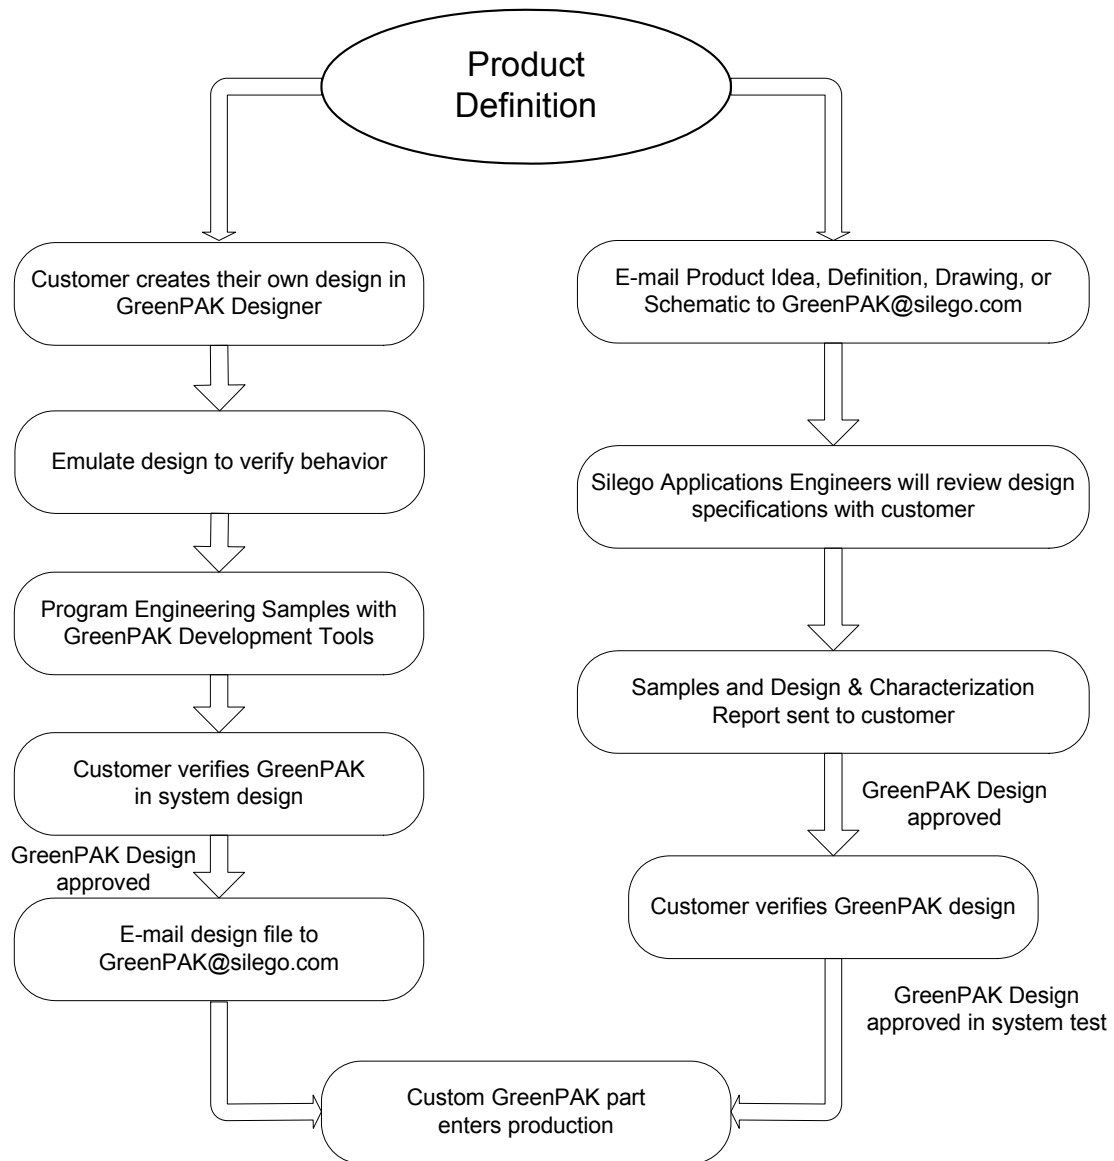 Product
Definition
Customer creates their own design in
GreenPAK Designer
Emulate design to verify behavior
Program Engineering Samples with
GreenPAK Development Tools
Customer verifies GreenPAK
in system design
GreenPAK Design
approved
E-mail design file to
GreenPAK@silego.com
E-mail Product Idea, Definition, Drawing, or
Schematic to GreenPAK@silego.com
Silego Applications Engineers will review design
specifications with customer
Samples and Design & Characterization
Report sent to customer
GreenPAK Design
approved
Customer verifies GreenPAK design
GreenPAK Design
approved in system test
Custom GreenPAK part
enters production